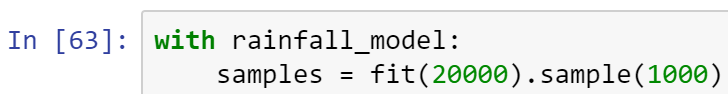 In [63]: with rainfall_model:
    samples = fit(20000).sample(1000)